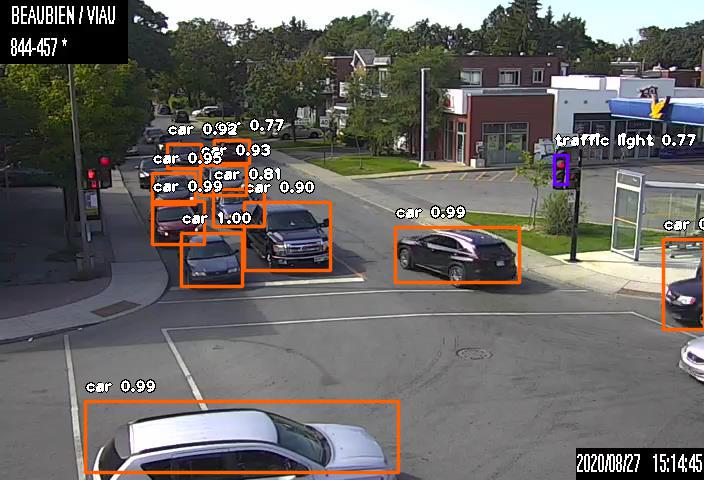 BEAUBIEN / VIAU
844-457 *
car 0.92
0.77
car 0.93
car 0.95
car 0.81
car 0.99
car 0.90
car 1.00
traffic light 0.77
car 0.99
car 0
car 0.99
2020/08/27 15:14:45